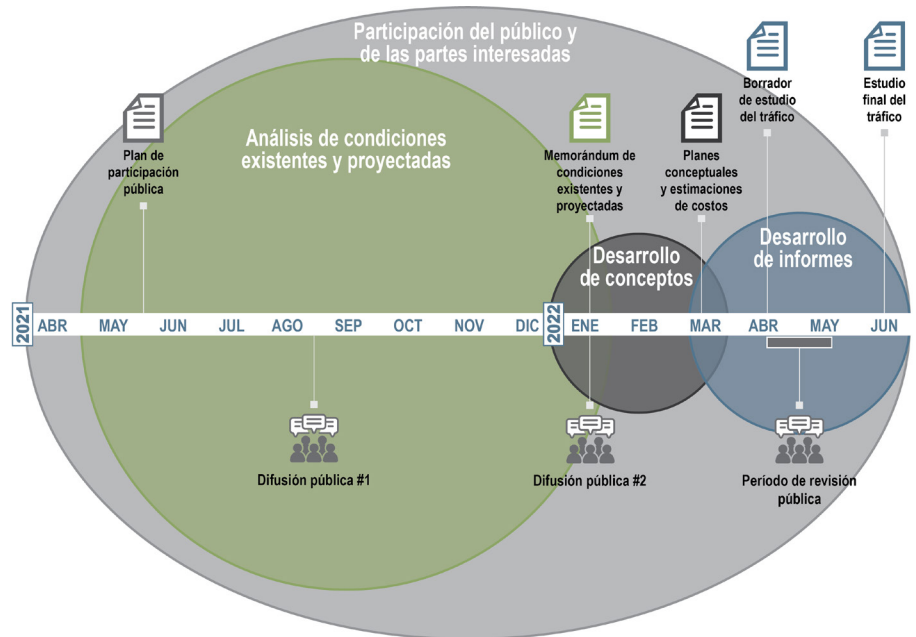 Participación del público y
de las partes interesadas
Análisis de condiciones
existentes y proyectadas
Plan de
participación
pública
Memorándum de
condiciones
existentes y
proyectadas
Planes
conceptuales
y estimaciones
de costos
Borrador
de estudio
del tráfico
Estudio
final del
tráfico
Desarrollo
de conceptos
Desarrollo
de informes
2021 ABR MAY JUN JUL AGO SEP OCT NOV DIC 2022 ENE FEB MAR ABR MAY JUN
Difusión pública #1
Difusión pública #2
Período de revisión
pública